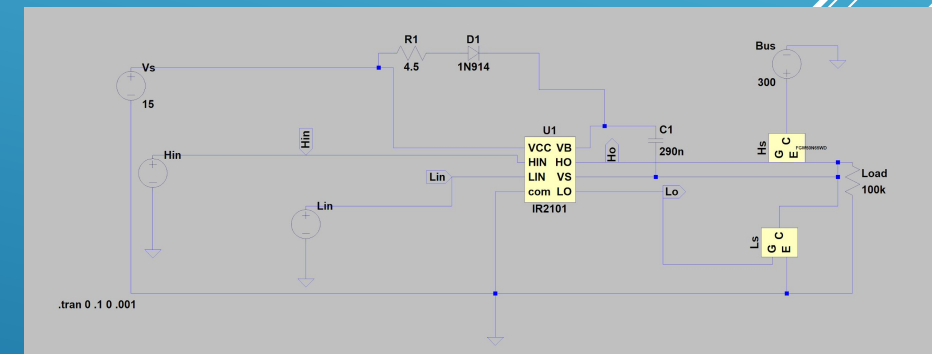 R1
4.5
D1
1N914
Vs
15
Bus
300
Hin
Hin
Lin
Lin
U1
VCC VB
HIN HO
LIN VS
com LO
IR2101
Ho
C1
290n
Lo
Hs
G C
E
Load
100k
Ls
G C
E
.tran 0 .1 0 .001